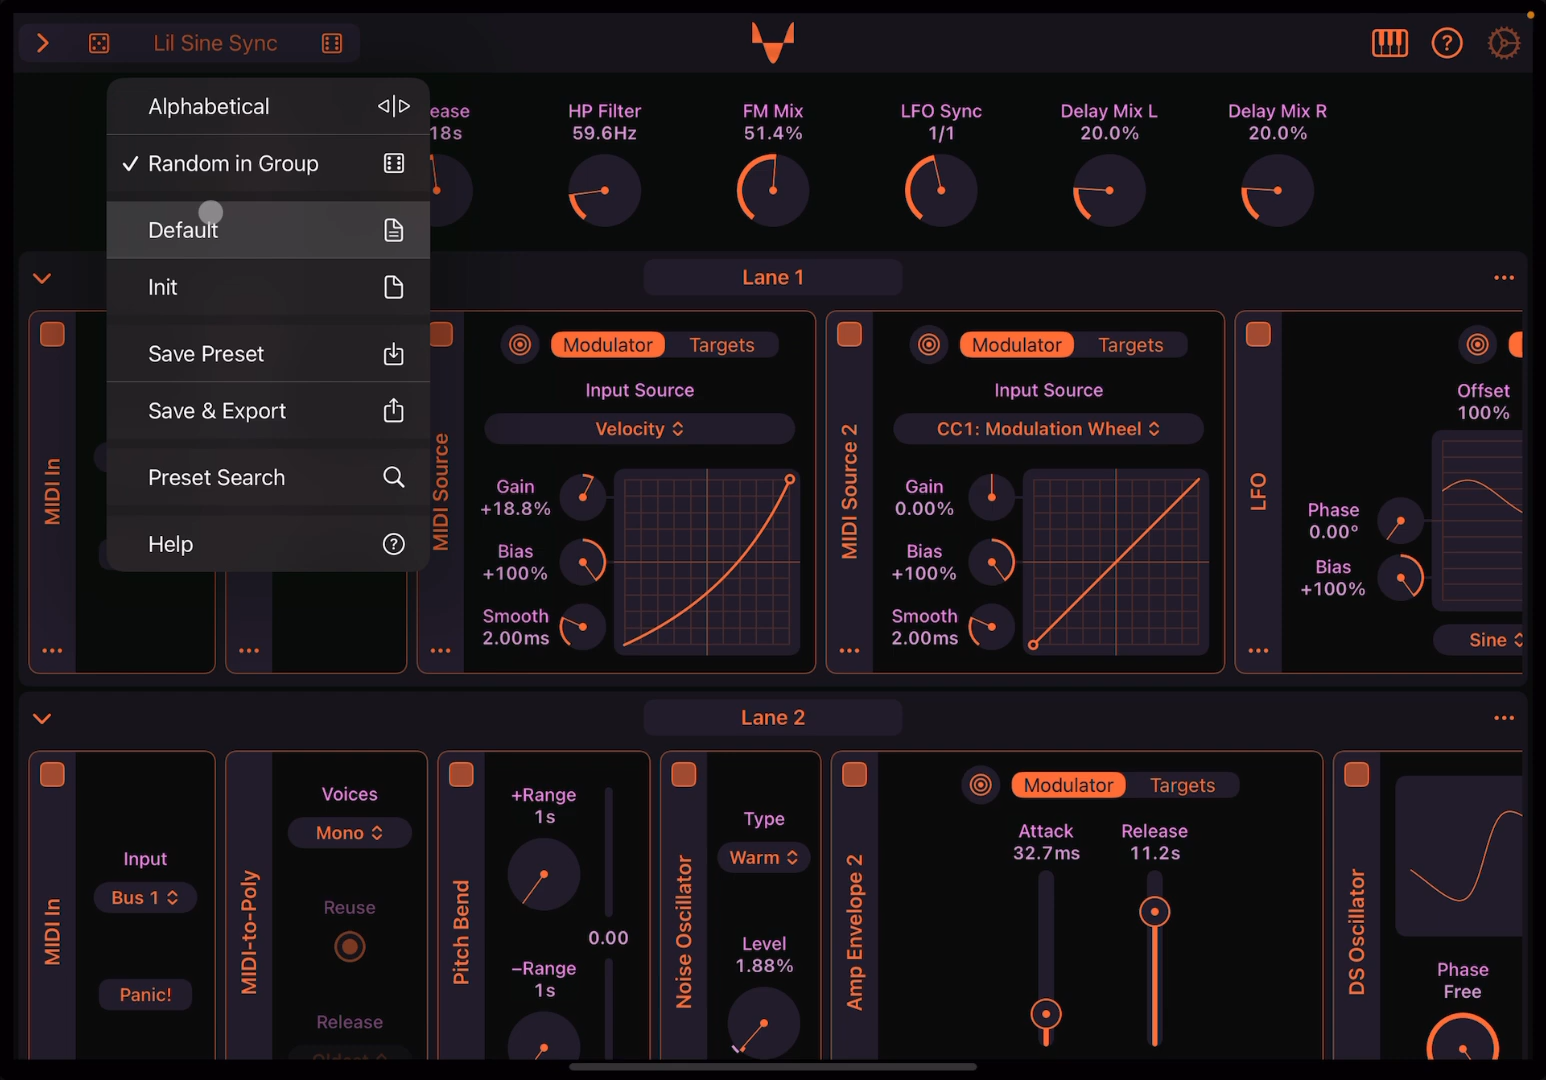 Lil Sine Sync
Alphabetical
Random in Group
Default
Init
Save Preset
Save & Export
Preset Search
Help
ease
18s
HP Filter
59.6Hz
FM Mix
51.4%
LFO Sync
1/1
Delay Mix L
20.0%
Delay Mix R
20.0%
Lane 1
MIDI In
MIDI Source
Modulator
Targets
Input Source
Velocity
Gain
+18.8%
Bias
+100%
Smooth
2.00ms
MIDI Source 2
Modulator
Targets
Input Source
CC1: Modulation Wheel
Gain
0.00%
Bias
+100%
Smooth
2.00ms
LFO
Offset
100%
Phase
0.00°
Bias
+100%
Sine
Lane 2
MIDI In
Input
Bus 1
Panic!
MIDI-to-Poly
Voices
Mono
Reuse
Release
Oldest
Pitch Bend
+Range
1s
0.00
−Range
1s
Noise Oscillator
Type
Warm
Level
1.88%
Amp Envelope 2
Modulator
Targets
Attack
32.7ms
Release
11.2s
DS Oscillator
Phase
Free